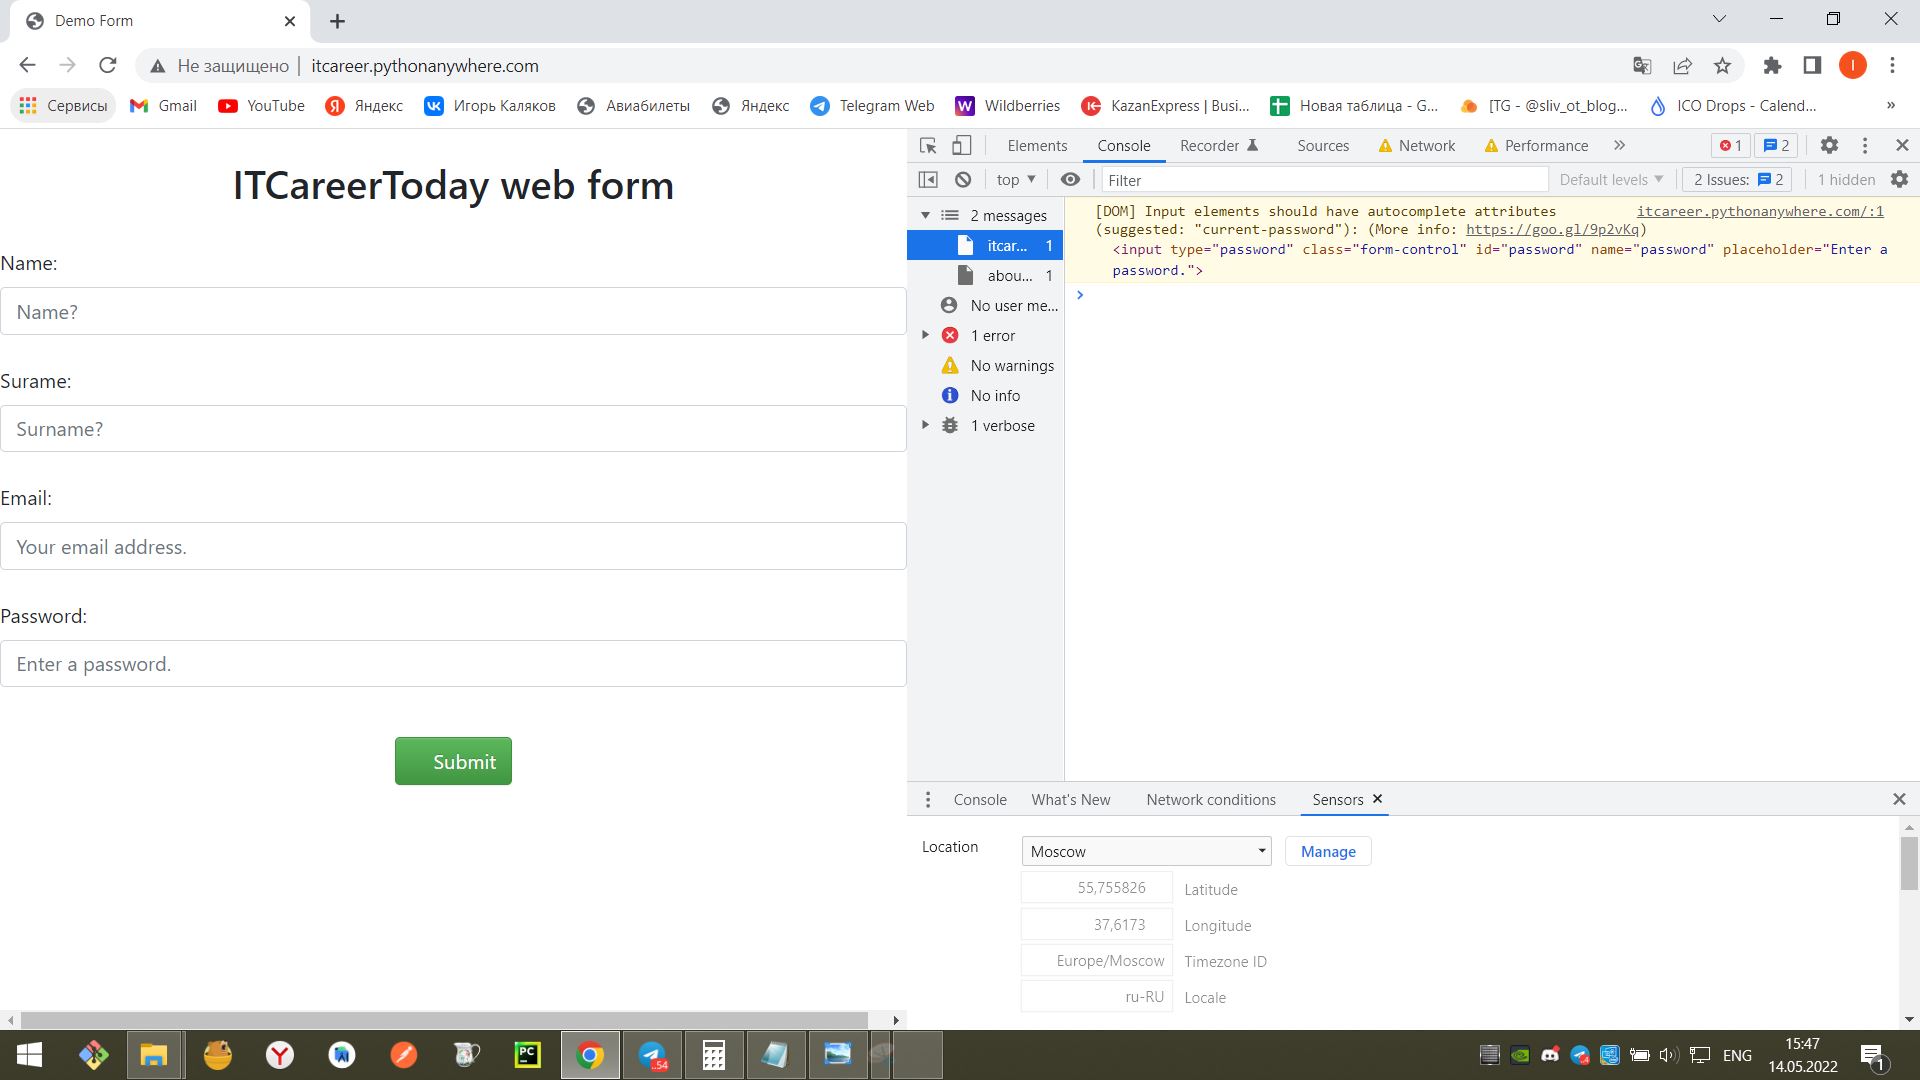 Demo Form
Не защищено | itcareer.pythonanywhere.com
I
Сервисы Gmail YouTube Яндекс Игорь Каляков Авиабилеты Яндекс Telegram Web Wildberries KazanExpress | Busi... Новая таблица - G... [TG - @sliv_ot_blog... ICO Drops - Calend... »
ITCareerToday web form
Name:
Name?
Surame:
Surname?
Email:
Your email address.
Password:
Enter a password.
Submit
Elements Console Recorder Sources Network Performance » 1 2
top Filter Default levels 2 Issues: 2 1 hidden
2 messages
itcar... 1
abou... 1
No user me...
1 error
No warnings
No info
1 verbose
[DOM] Input elements should have autocomplete attributes itcareer.pythonanywhere.com/:1
(suggested: "current-password"): (More info: https://goo.gl/9p2vKq)
<input type="password" class="form-control" id="password" name="password" placeholder="Enter a
password.">
Console What's New Network conditions Sensors
Location Moscow Manage
55,755826 Latitude
37,6173 Longitude
Europe/Moscow Timezone ID
ru-RU Locale
PC
..54
ENG
15:47
14.05.2022
1